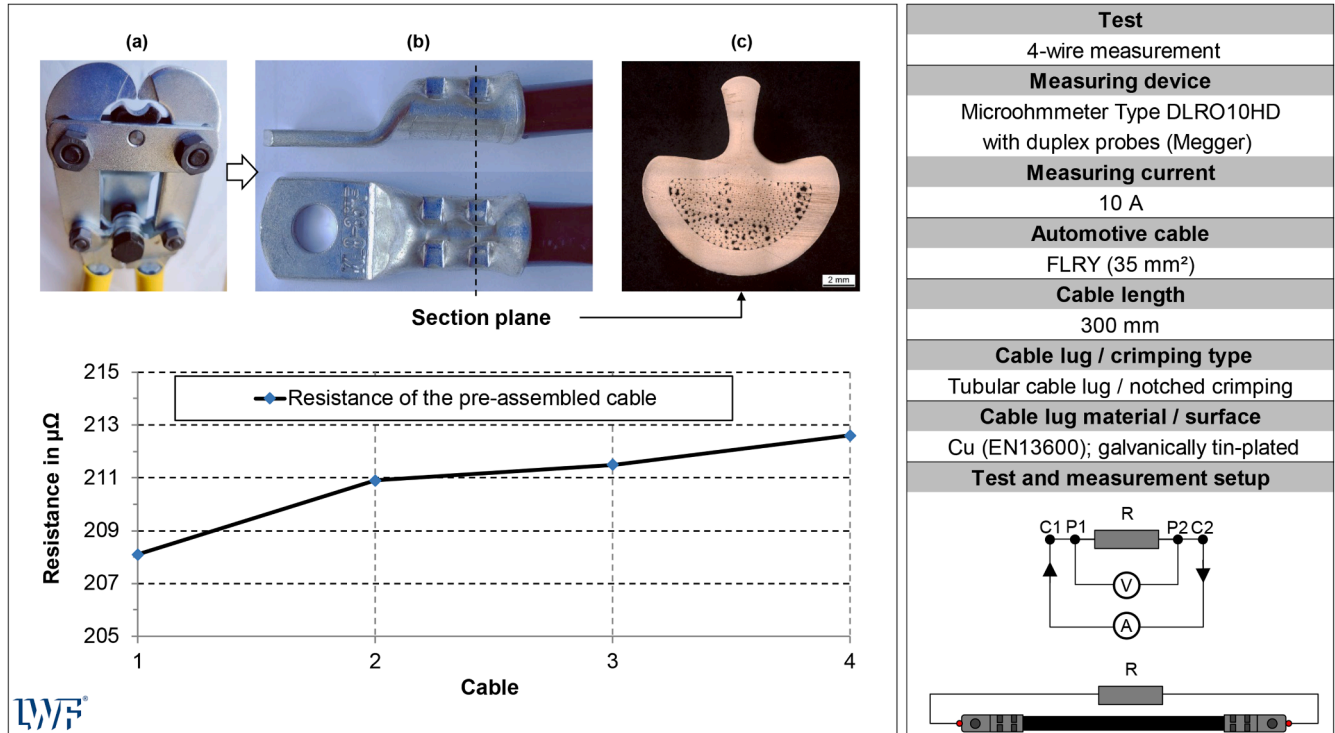 (a)
(b)
(c)
2 mm
Section plane
215
213
211
209
207
205
Resistance in µΩ
Resistance of the pre-assembled cable
1
2
3
4
Cable
LWF®
Test
4-wire measurement
Measuring device
Microohmmeter Type DLRO10HD
with duplex probes (Megger)
Measuring current
10 A
Automotive cable
FLRY (35 mm²)
Cable length
300 mm
Cable lug / crimping type
Tubular cable lug / notched crimping
Cable lug material / surface
Cu (EN13600); galvanically tin-plated
Test and measurement setup
R
C1 P1 P2 C2
V
A
R